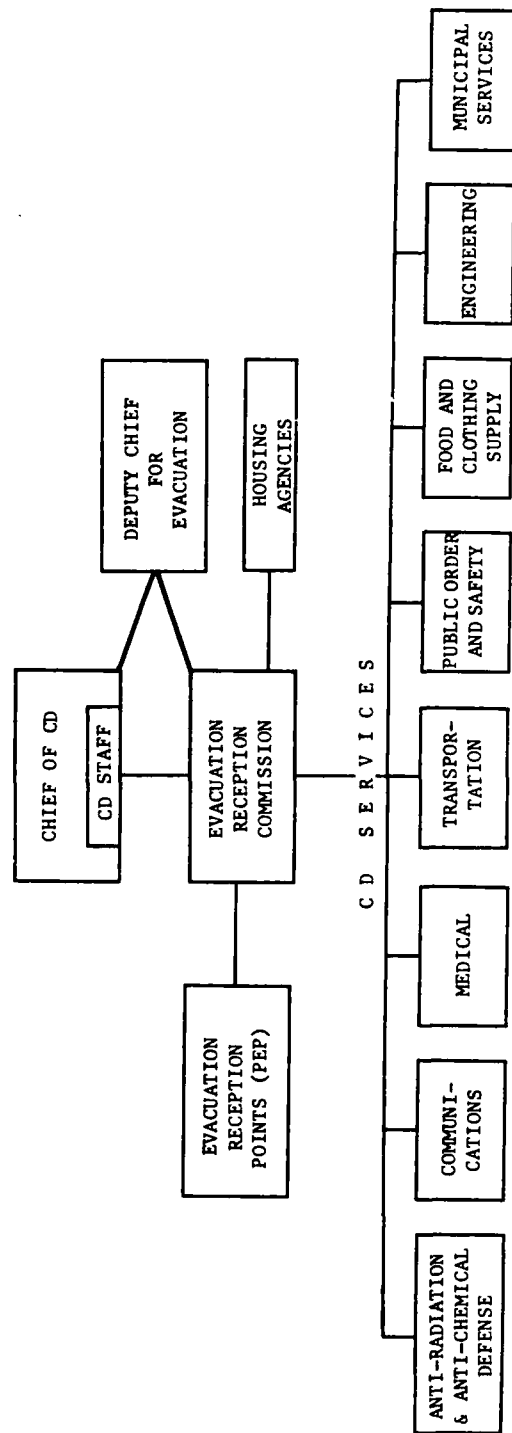 CHIEF OF CD
CD STAFF
DEPUTY CHIEF
FOR
EVACUATION
EVACUATION
RECEPTION
POINTS (PEP)
EVACUATION
RECEPTION
COMMISSION
HOUSING
AGENCIES
CD SERVICES
ANTI-RADIATION
& ANTI-CHEMICAL
DEFENSE
COMMUNI-
CATIONS
MEDICAL
TRANSPOR-
TATION
PUBLIC ORDER
AND SAFETY
FOOD AND
CLOTHING
SUPPLY
ENGINEERING
MUNICIPAL
SERVICES